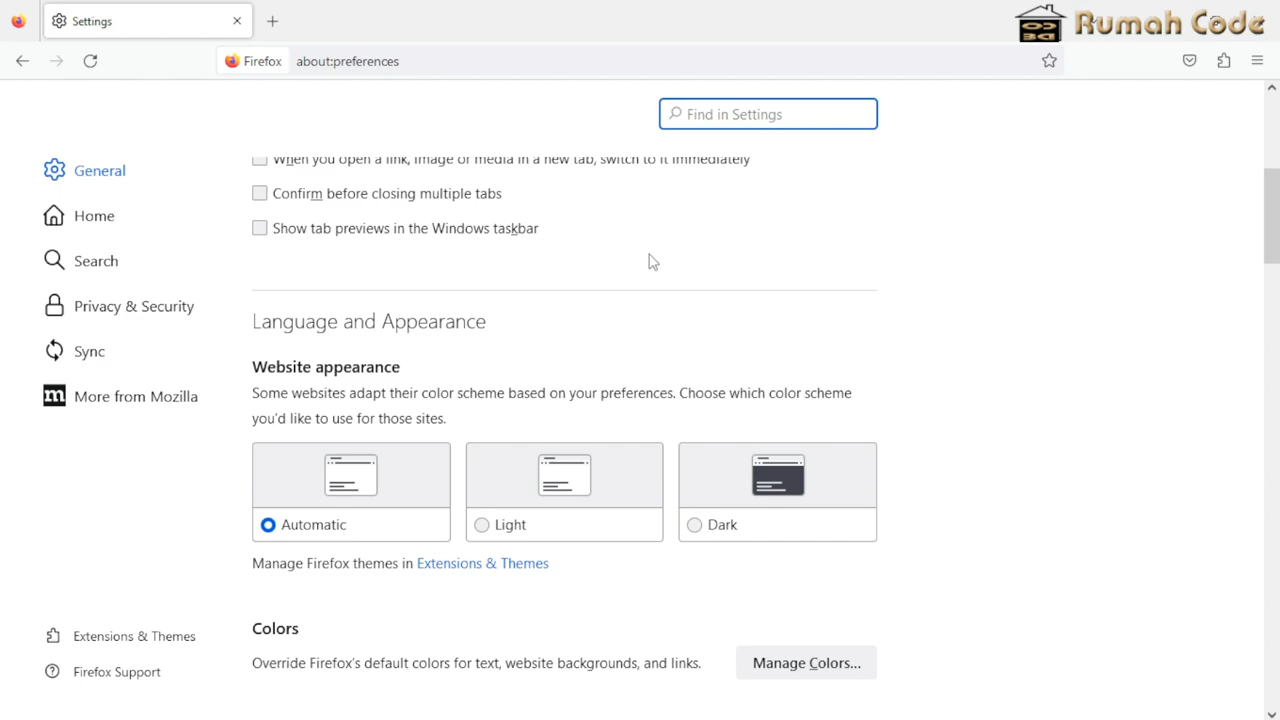 Settings
Rumah Code
CO
DE
Firefox
about:preferences
Find in Settings
When you open a link, image or media in a new tab, switch to it immediately
General
Confirm before closing multiple tabs
Home
Show tab previews in the Windows taskbar
Search
Privacy & Security
Language and Appearance
Sync
Website appearance
Some websites adapt their color scheme based on your preferences. Choose which color scheme
you'd like to use for those sites.
m More from Mozilla
Automatic
Light
Dark
Manage Firefox themes in Extensions & Themes
Colors
Extensions & Themes
Override Firefox's default colors for text, website backgrounds, and links.
Manage Colors...
Firefox Support